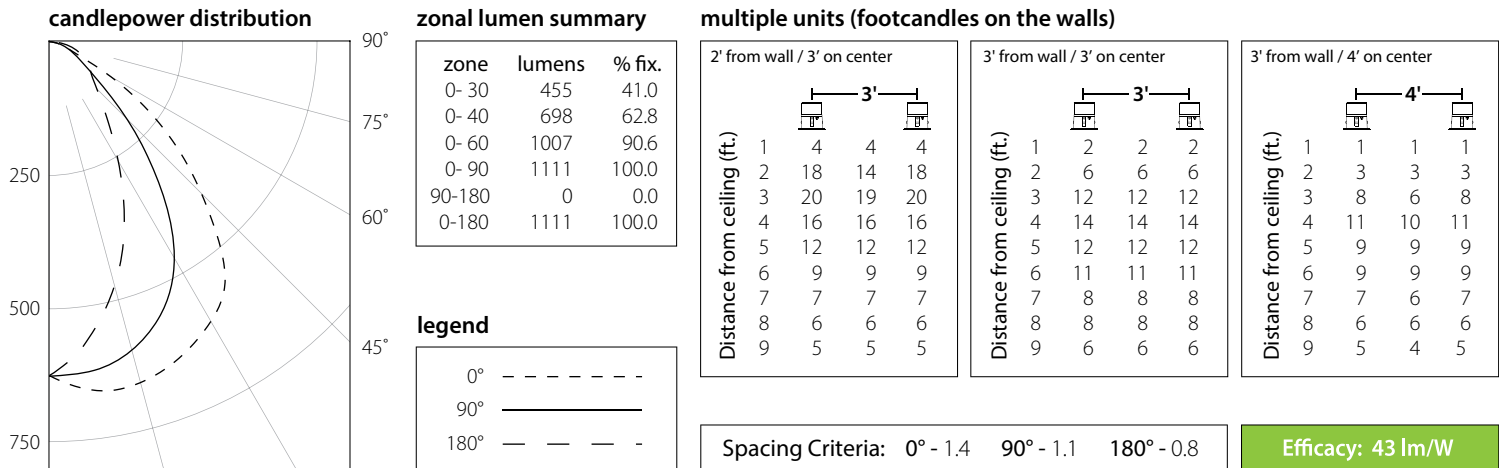 candlepower distribution
90˚
75˚
60˚
45˚
250
500
750
zonal lumen summary
zone lumens % fix.
0- 30 455 41.0
0- 40 698 62.8
0- 60 1007 90.6
0- 90 1111 100.0
90-180 0 0.0
0-180 1111 100.0
legend
0°
90°
180°
multiple units (footcandles on the walls)
2' from wall / 3’ on center
3'
Distance from ceiling (ft.)
1 4 4 4
2 18 14 18
3 20 19 20
4 16 16 16
5 12 12 12
6 9 9 9
7 7 7 7
8 6 6 6
9 5 5 5
3' from wall / 3’ on center
3'
Distance from ceiling (ft.)
1 2 2 2
2 6 6 6
3 12 12 12
4 14 14 14
5 12 12 12
6 11 11 11
7 8 8 8
8 8 8 8
9 6 6 6
3' from wall / 4’ on center
4'
Distance from ceiling (ft.)
1 1 1 1
2 3 3 3
3 8 6 8
4 11 10 11
5 9 9 9
6 9 9 9
7 7 6 7
8 6 6 6
9 5 4 5
Spacing Criteria: 0° - 1.4 90° - 1.1 180° - 0.8
Efficacy: 43 lm/W